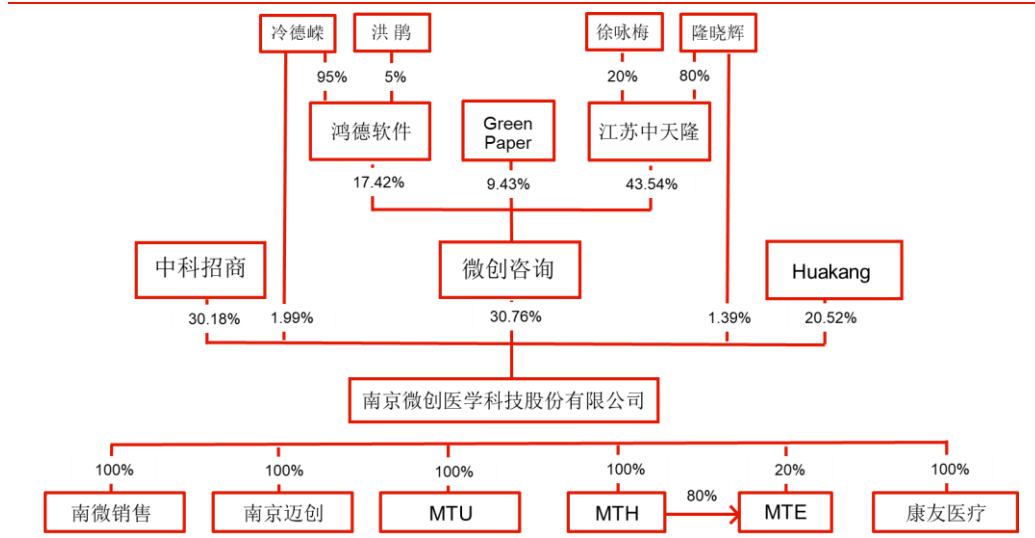 冷德嵘
洪 鹃
徐咏梅
隆晓辉
95%
5%
20%
80%
鸿德软件
Green
Paper
江苏中天隆
17.42%
9.43%
43.54%
中科招商
微创咨询
Huakang
30.18%
1.99%
30.76%
1.39%
20.52%
南京微创医学科技股份有限公司
100%
100%
100%
100%
20%
100%
南微销售
南京迈创
MTU
MTH
80%
MTE
康友医疗